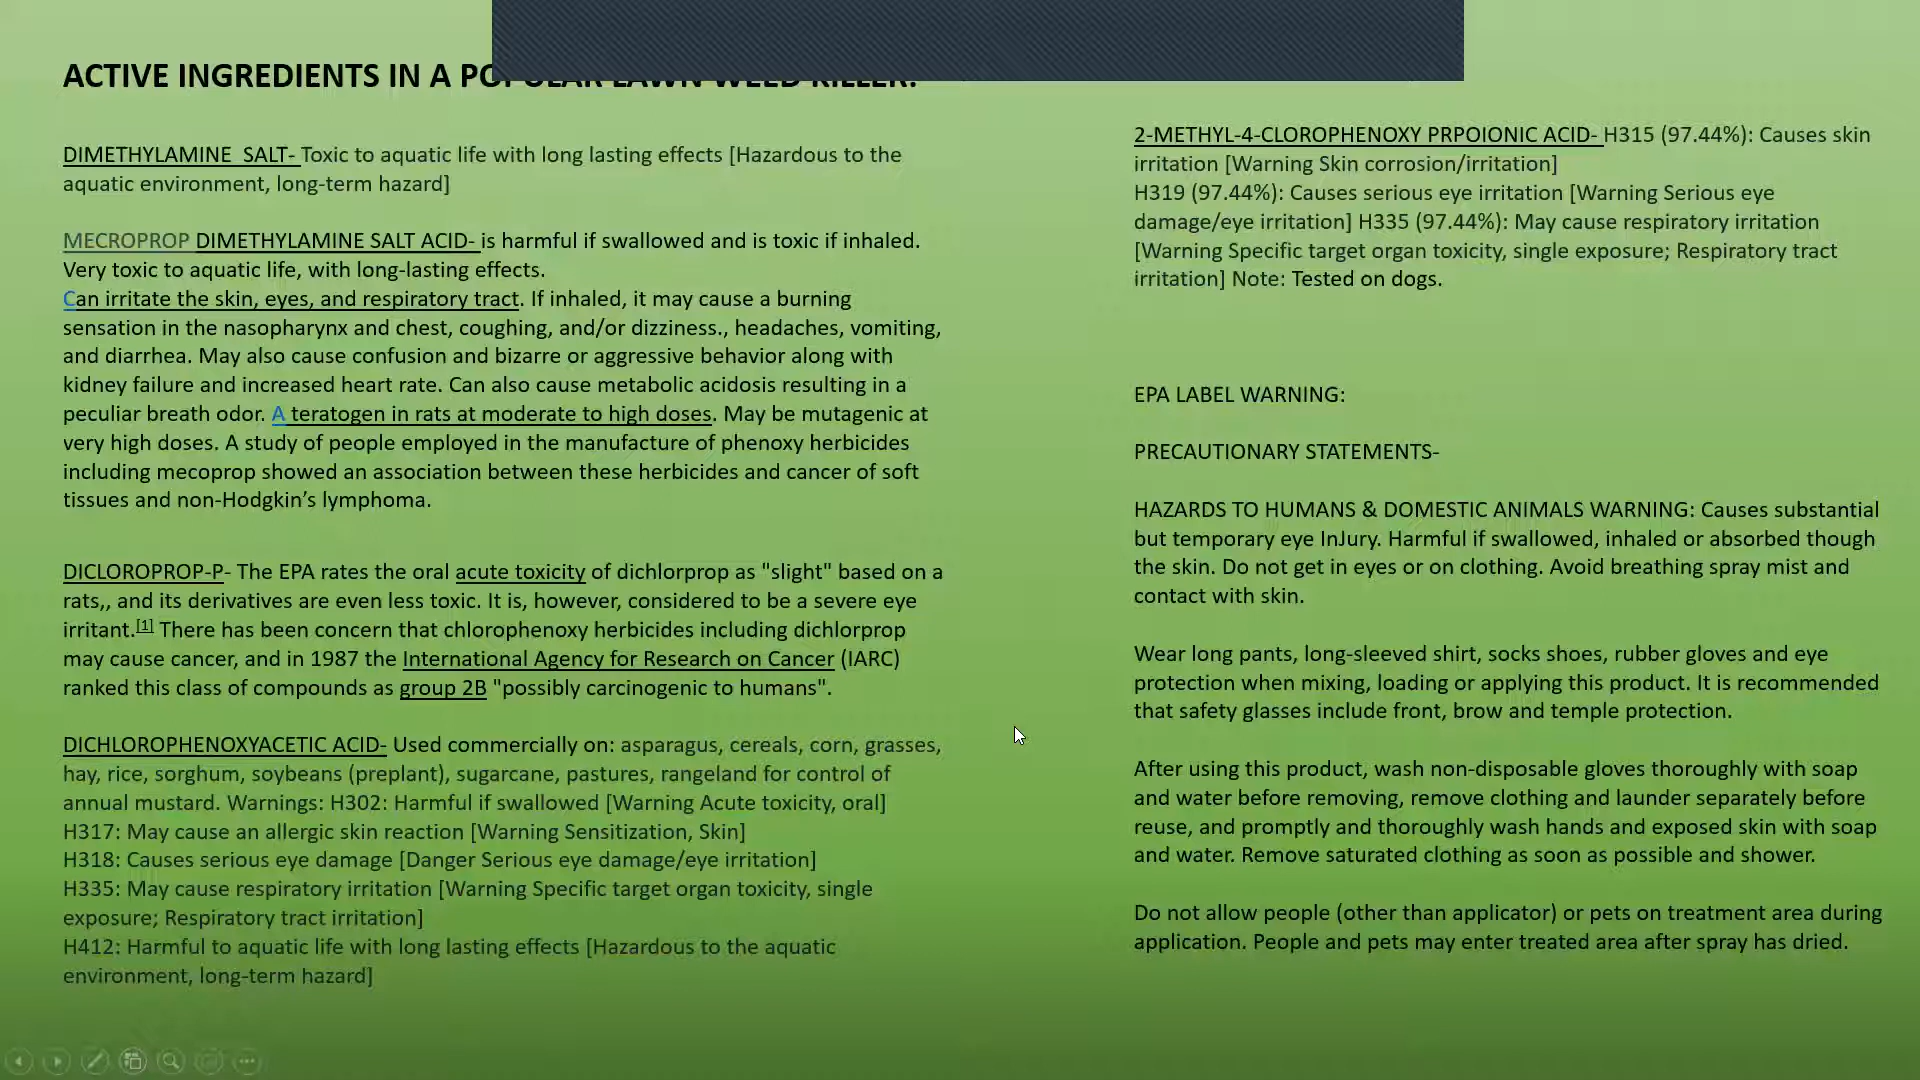 ACTIVE INGREDIENTS IN A POPULAR LAWN WEED KILLER:
DIMETHYLAMINE  SALT- Toxic to aquatic life with long lasting effects [Hazardous to the
aquatic environment, long-term hazard]
MECROPROP DIMETHYLAMINE SALT ACID- is harmful if swallowed and is toxic if inhaled.
Very toxic to aquatic life, with long-lasting effects.
Can irritate the skin, eyes, and respiratory tract. If inhaled, it may cause a burning
sensation in the nasopharynx and chest, coughing, and/or dizziness., headaches, vomiting,
and diarrhea. May also cause confusion and bizarre or aggressive behavior along with
kidney failure and increased heart rate. Can also cause metabolic acidosis resulting in a
peculiar breath odor. A teratogen in rats at moderate to high doses. May be mutagenic at
very high doses. A study of people employed in the manufacture of phenoxy herbicides
including mecoprop showed an association between these herbicides and cancer of soft
tissues and non-Hodgkin’s lymphoma.
DICLOROPROP-P- The EPA rates the oral acute toxicity of dichlorprop as "slight" based on a
rats,, and its derivatives are even less toxic. It is, however, considered to be a severe eye
irritant.[1] There has been concern that chlorophenoxy herbicides including dichlorprop
may cause cancer, and in 1987 the International Agency for Research on Cancer (IARC)
ranked this class of compounds as group 2B "possibly carcinogenic to humans".
DICHLOROPHENOXYACETIC ACID- Used commercially on: asparagus, cereals, corn, grasses,
hay, rice, sorghum, soybeans (preplant), sugarcane, pastures, rangeland for control of
annual mustard. Warnings: H302: Harmful if swallowed [Warning Acute toxicity, oral]
H317: May cause an allergic skin reaction [Warning Sensitization, Skin]
H318: Causes serious eye damage [Danger Serious eye damage/eye irritation]
H335: May cause respiratory irritation [Warning Specific target organ toxicity, single
exposure; Respiratory tract irritation]
H412: Harmful to aquatic life with long lasting effects [Hazardous to the aquatic
environment, long-term hazard]
2-METHYL-4-CLOROPHENOXY PRPOIONIC ACID- H315 (97.44%): Causes skin
irritation [Warning Skin corrosion/irritation]
H319 (97.44%): Causes serious eye irritation [Warning Serious eye
damage/eye irritation] H335 (97.44%): May cause respiratory irritation
[Warning Specific target organ toxicity, single exposure; Respiratory tract
irritation] Note: Tested on dogs.
EPA LABEL WARNING:
PRECAUTIONARY STATEMENTS-
HAZARDS TO HUMANS & DOMESTIC ANIMALS WARNING: Causes substantial
but temporary eye InJury. Harmful if swallowed, inhaled or absorbed though
the skin. Do not get in eyes or on clothing. Avoid breathing spray mist and
contact with skin.
Wear long pants, long-sleeved shirt, socks shoes, rubber gloves and eye
protection when mixing, loading or applying this product. It is recommended
that safety glasses include front, brow and temple protection.
After using this product, wash non-disposable gloves thoroughly with soap
and water before removing, remove clothing and launder separately before
reuse, and promptly and thoroughly wash hands and exposed skin with soap
and water. Remove saturated clothing as soon as possible and shower.
Do not allow people (other than applicator) or pets on treatment area during
application. People and pets may enter treated area after spray has dried.